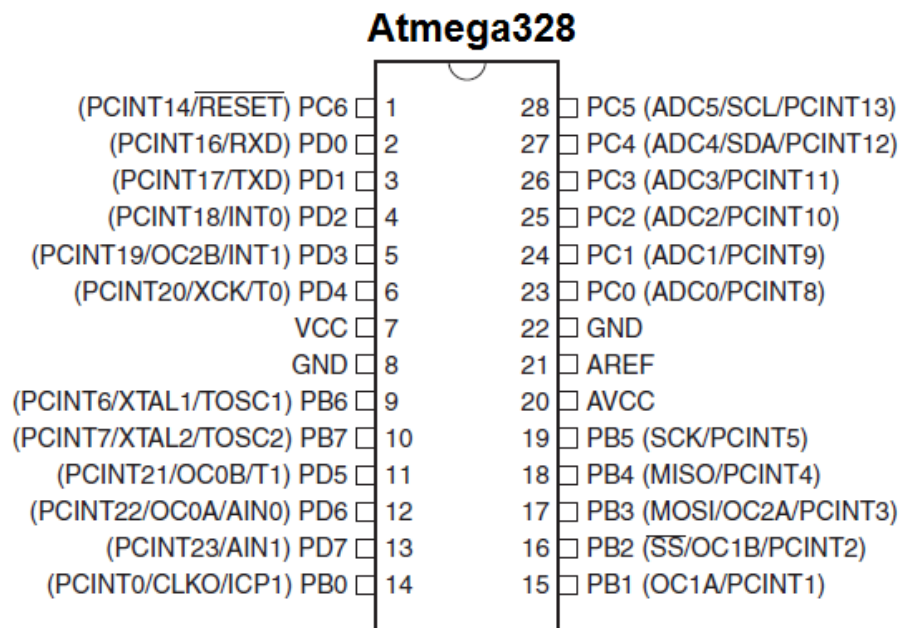 Atmega328
(PCINT14/RESET) PC6 1 28 PC5 (ADC5/SCL/PCINT13)
(PCINT16/RXD) PD0 2 27 PC4 (ADC4/SDA/PCINT12)
(PCINT17/TXD) PD1 3 26 PC3 (ADC3/PCINT11)
(PCINT18/INT0) PD2 4 25 PC2 (ADC2/PCINT10)
(PCINT19/OC2B/INT1) PD3 5 24 PC1 (ADC1/PCINT9)
(PCINT20/XCK/T0) PD4 6 23 PC0 (ADC0/PCINT8)
VCC 7 22 GND
GND 8 21 AREF
(PCINT6/XTAL1/TOSC1) PB6 9 20 AVCC
(PCINT7/XTAL2/TOSC2) PB7 10 19 PB5 (SCK/PCINT5)
(PCINT21/OC0B/T1) PD5 11 18 PB4 (MISO/PCINT4)
(PCINT22/OC0A/AIN0) PD6 12 17 PB3 (MOSI/OC2A/PCINT3)
(PCINT23/AIN1) PD7 13 16 PB2 (SS/OC1B/PCINT2)
(PCINT0/CLKO/ICP1) PB0 14 15 PB1 (OC1A/PCINT1)